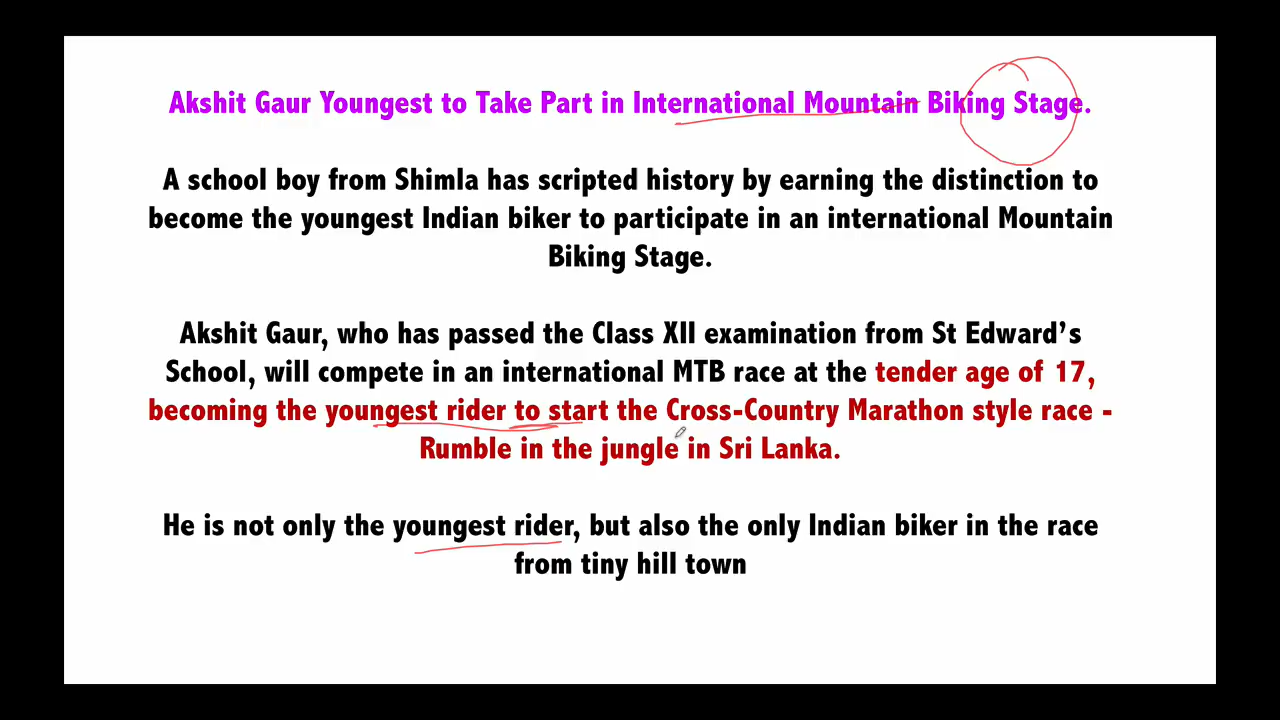 Akshit Gaur Youngest to Take Part in International Mountain Biking Stage.
A school boy from Shimla has scripted history by earning the distinction to
become the youngest Indian biker to participate in an international Mountain
Biking Stage.
Akshit Gaur, who has passed the Class XII examination from St Edward’s
School, will compete in an international MTB race at the tender age of 17,
becoming the youngest rider to start the Cross-Country Marathon style race -
Rumble in the jungle in Sri Lanka.
He is not only the youngest rider, but also the only Indian biker in the race
from tiny hill town